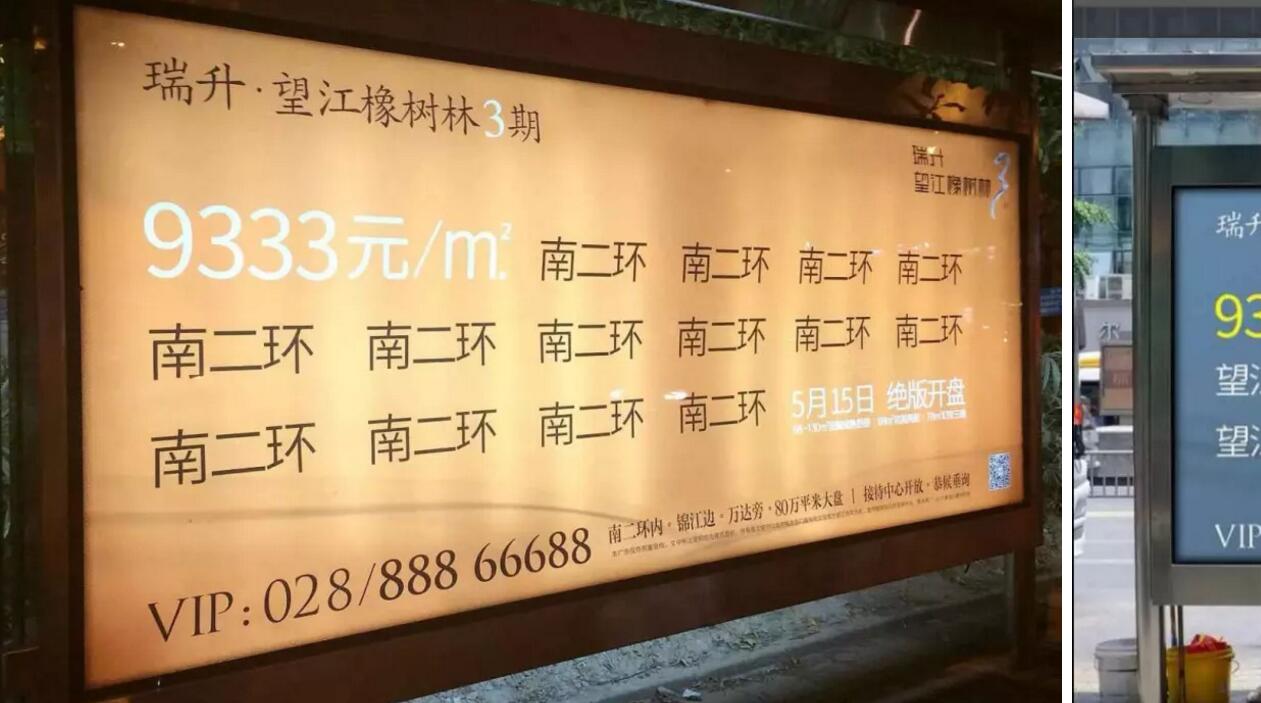 瑞升·望江橡树林3期
瑞升
望江橡树林3
9333元/m² 南二环 南二环 南二环 南二环
南二环 南二环 南二环 南二环 南二环 南二环
南二环 南二环 南二环 南二环 5月15日 绝版开盘
VIP：028/888 66688
南二环内·锦江边·万达旁·80万平米大盘｜接待中心开放·恭候垂询
瑞升
93
望江
望江
VIP